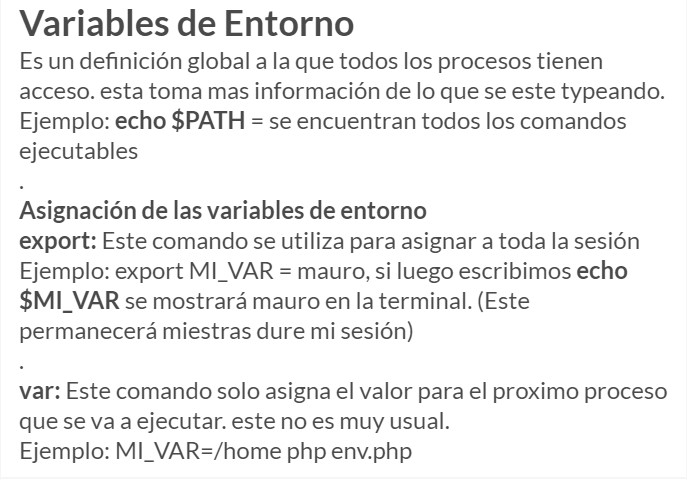 Variables de Entorno
Es un definición global a la que todos los procesos tienen
acceso. esta toma mas información de lo que se este typeando.
Ejemplo: echo $PATH = se encuentran todos los comandos
ejecutables
.
Asignación de las variables de entorno
export: Este comando se utiliza para asignar a toda la sesión
Ejemplo: export MI_VAR = mauro, si luego escribimos echo
$MI_VAR se mostrará mauro en la terminal. (Este
permanecerá miestras dure mi sesión)
.
var: Este comando solo asigna el valor para el proximo proceso
que se va a ejecutar. este no es muy usual.
Ejemplo: MI_VAR=/home php env.php